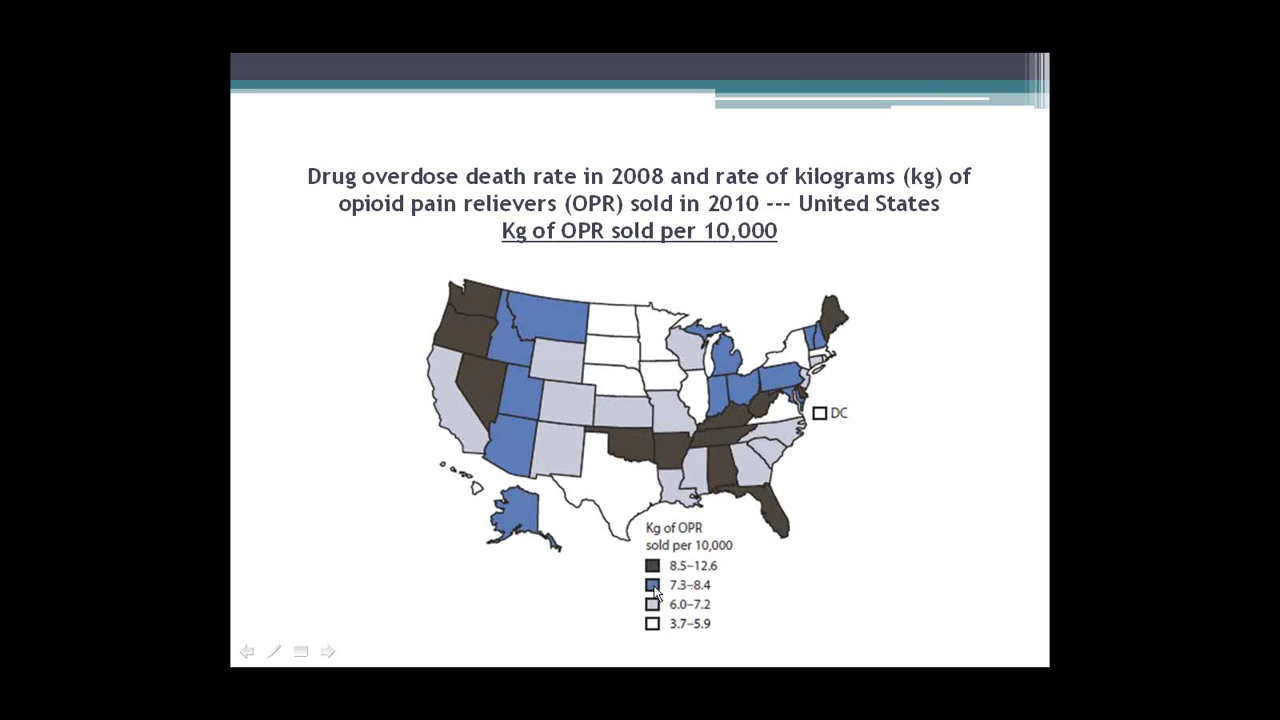 Drug overdose death rate in 2008 and rate of kilograms (kg) of
opioid pain relievers (OPR) sold in 2010 --- United States
Kg of OPR sold per 10,000
DC
Kg of OPR
sold per 10,000
8.5–12.6
7.3–8.4
6.0–7.2
3.7–5.9